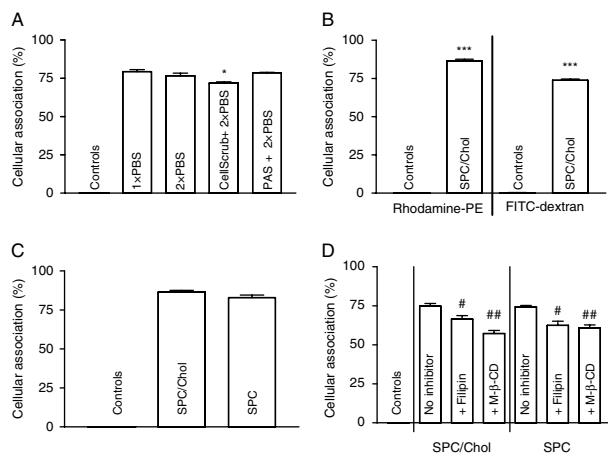 A
Cellular association (%)
100
75
50
25
0
Controls
1×PBS
2×PBS
*
CellScrub+ 2×PBS
PAS + 2×PBS
B
Cellular association (%)
100
75
50
25
0
Controls
***
SPC/Chol
Controls
***
SPC/Chol
Rhodamine-PE
FITC-dextran
C
Cellular association (%)
100
75
50
25
0
Controls
SPC/Chol
SPC
D
Cellular association (%)
100
75
50
25
0
Controls
No inhibitor
#
+ Filipin
##
+ M-β-CD
No inhibitor
#
+ Filipin
##
+ M-β-CD
SPC/Chol
SPC